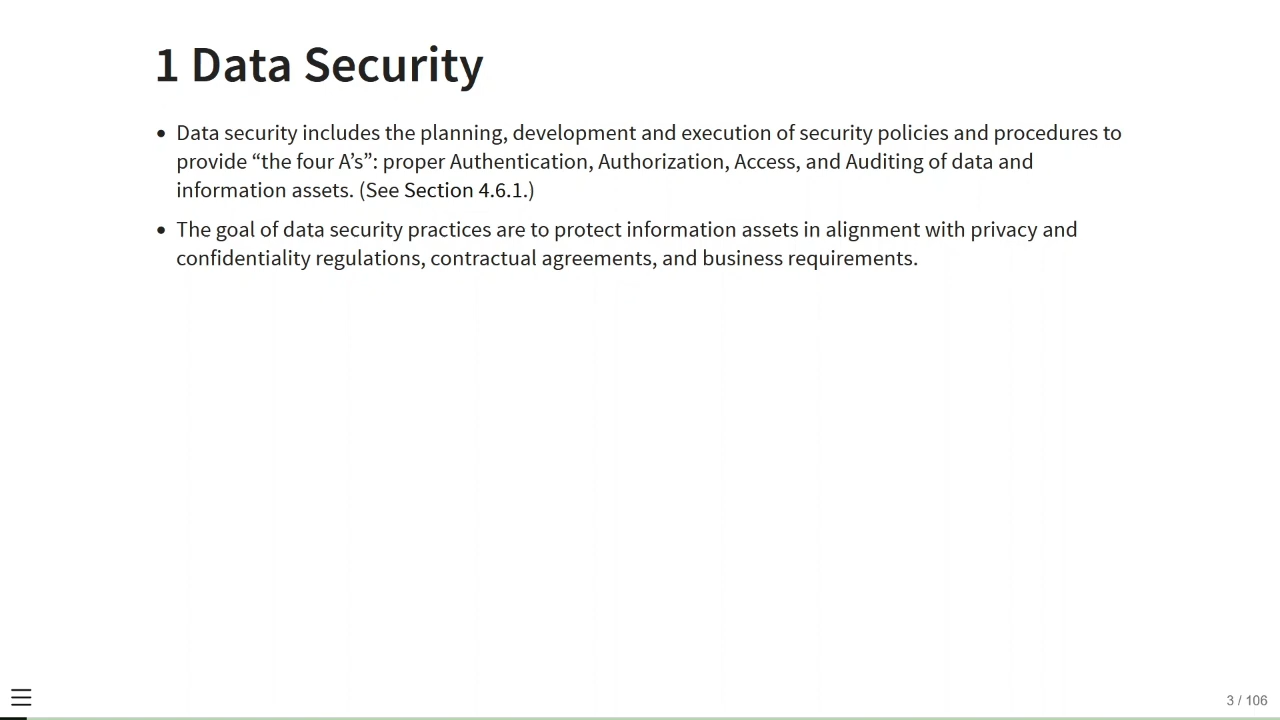 1 Data Security
• Data security includes the planning, development and execution of security policies and procedures to
provide “the four A’s”: proper Authentication, Authorization, Access, and Auditing of data and
information assets. (See Section 4.6.1.)
• The goal of data security practices are to protect information assets in alignment with privacy and
confidentiality regulations, contractual agreements, and business requirements.
3 / 106